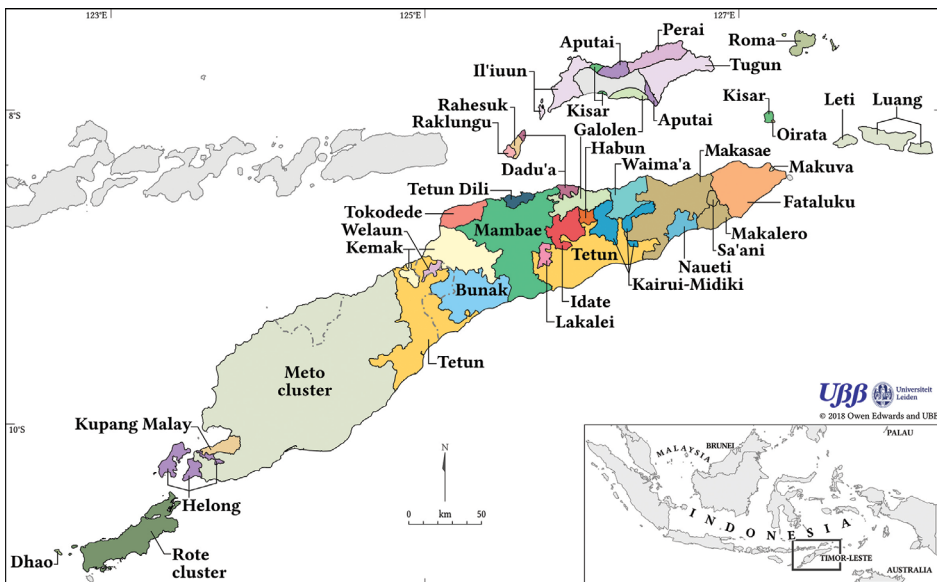 123°E
125°E
127°E
8°S
10°S
Perai
Aputai
Roma
Tugun
Il'iuun
Kisar
Leti
Luang
Rahesuk
Kisar
Aputai
Oirata
Raklungu
Galolen
Habun
Makasae
Dadu'a
Waima'a
Makuva
Tetun Dili
Fataluku
Tokodede
Mambae
Welaun
Makalero
Kemak
Tetun
Sa'ani
Naueti
Bunak
Idate
Kairui-Midiki
Lakalei
Tetun
Meto
cluster
Kupang Malay
Helong
Rote
cluster
Dhao
N
0
km
50
UBB
Universiteit
Leiden
© 2018 Owen Edwards and UBB
PALAU
MALAYSIA
BRUNEI
INDONESIA
TIMOR-LESTE
AUSTRALIA